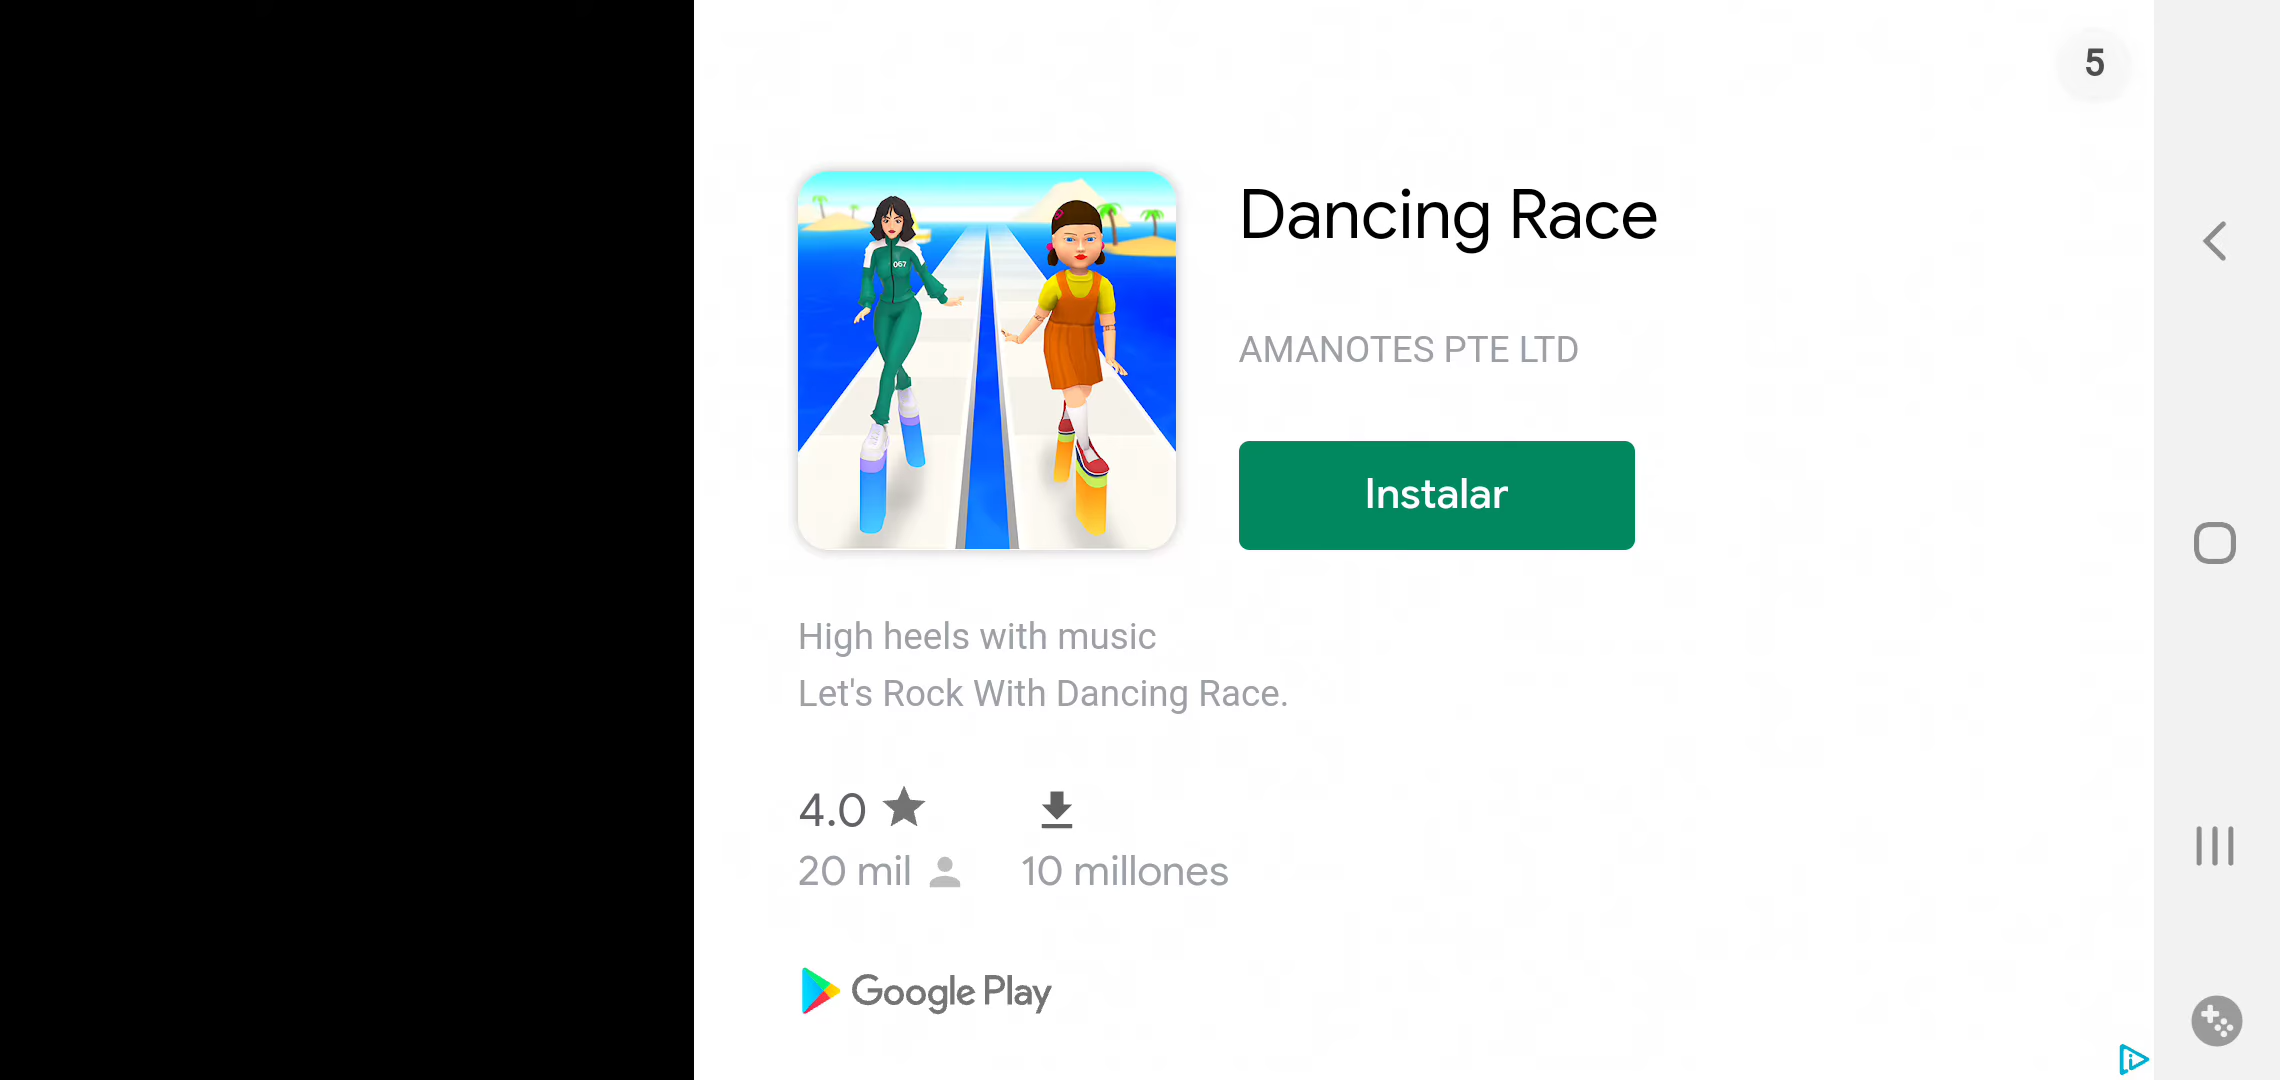 5
Dancing Race
AMANOTES PTE LTD
Instalar
067
High heels with music
Let's Rock With Dancing Race.
4.0
20 mil
10 millones
Google Play